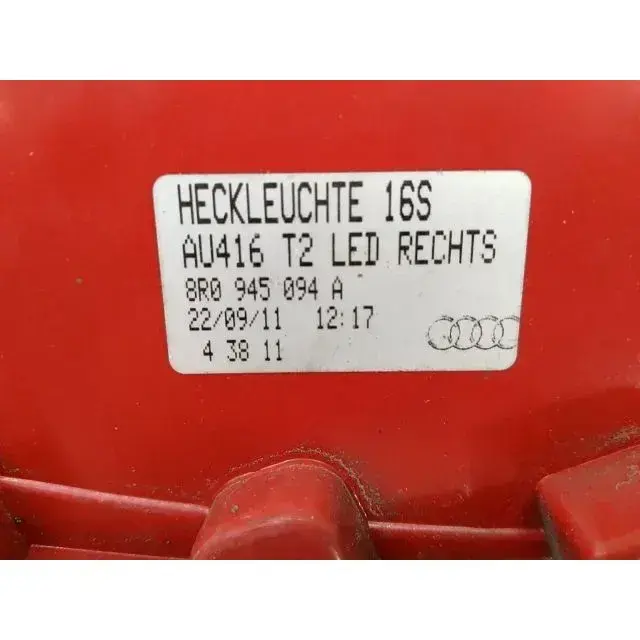 HECKLEUCHTE 16S
AU416 T2 LED RECHTS
8R0 945 094 A
22/09/11 12:17
4 38 11